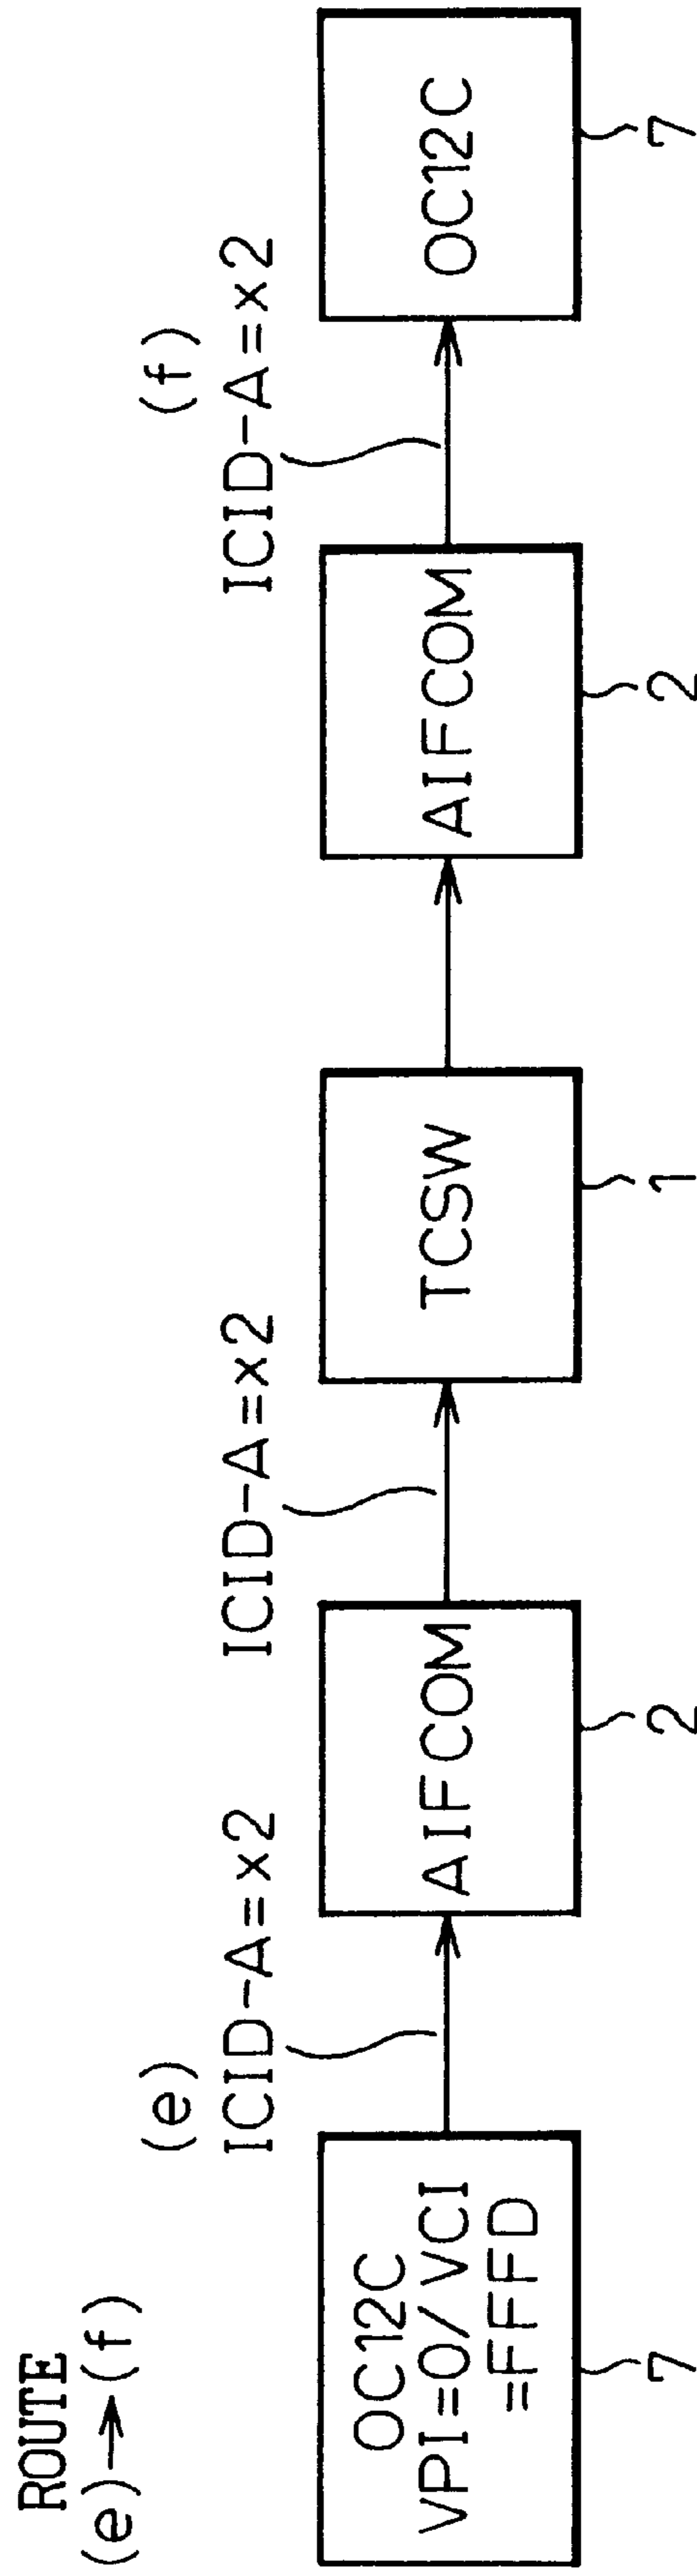 ROUTE
(e)→(f)
(e)
ICID-A=x2
ICID-A=x2
(f)
ICID-A=x2
OC12C
VPI=0/VCI
=FFFD
AIFCOM
TCSW
AIFCOM
OC12C
7
2
1
2
7